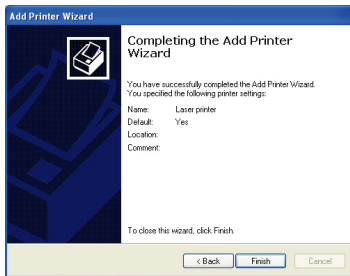 Add Printer Wizard
Completing the Add Printer
Wizard
You have successfully completed the Add Printer Wizard.
You specified the following printer settings:
Name: Laser printer
Default: Yes
Location:
Comment:
To close this wizard, click Finish.
< Back Finish Cancel